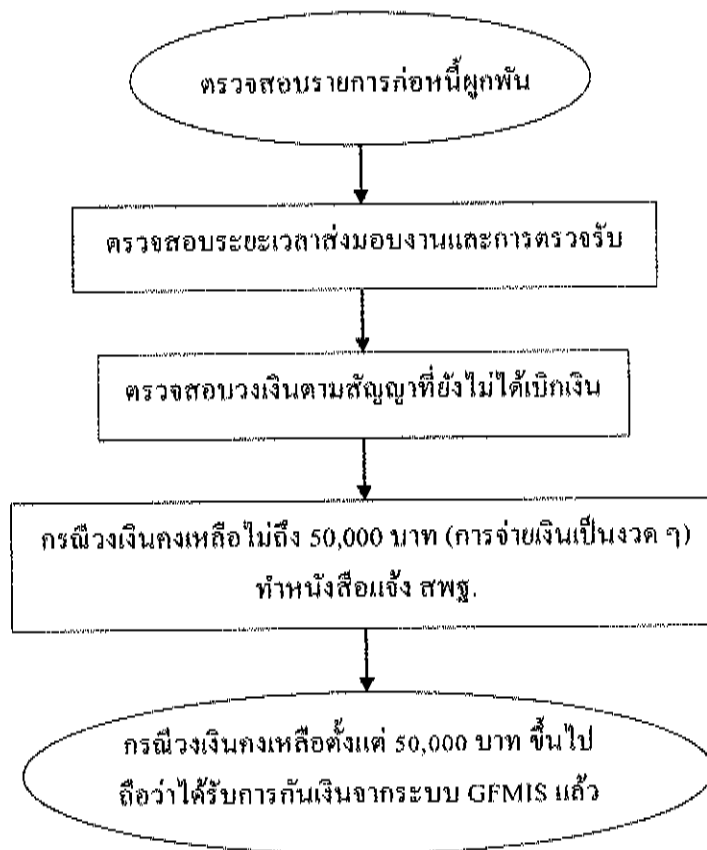 ตรวจสอบรายการก่อหนี้ผูกพัน
ตรวจสอบระยะเวลาส่งมอบงานและการตรวจรับ
ตรวจสอบวงเงินตามสัญญาที่ยังไม่ได้เบิกเงิน
กรณีวงเงินคงเหลือไม่ถึง 50,000 บาท (การจ่ายเงินเป็นงวด ๆ)
ทำหนังสือแจ้ง สพฐ.
กรณีวงเงินคงเหลือตั้งแต่ 50,000 บาท ขึ้นไป
ถือว่าได้รับการกันเงินจากระบบ GFMIS แล้ว